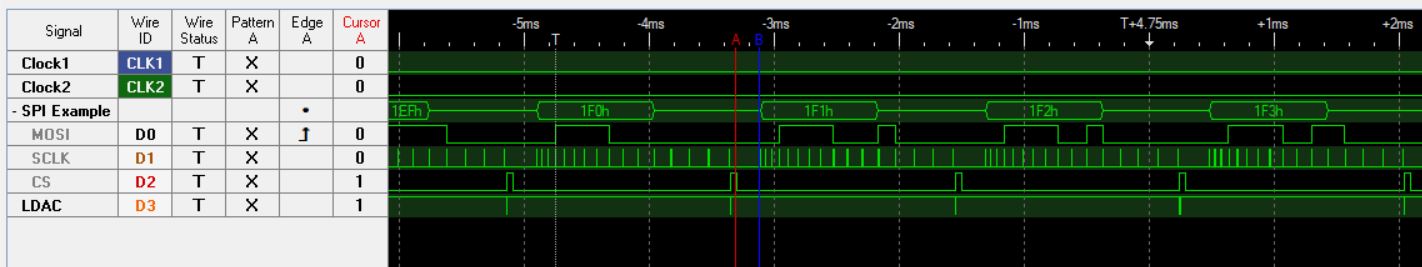 Signal Wire ID Wire Status Pattern A Edge A Cursor A -5ms -4ms -3ms -2ms -1ms T+4.75ms +1ms +2ms
T A B
Clock1 CLK1 T X 0
Clock2 CLK2 T X 0
- SPI Example • 1EFh 1F0h 1F1h 1F2h 1F3h
MOSI D0 T X 0
SCLK D1 T X 0
CS D2 T X 1
LDAC D3 T X 1